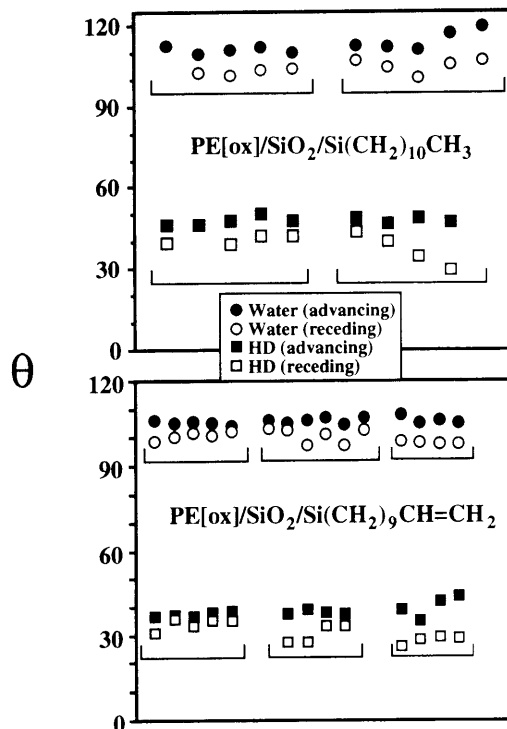 120
90
PE[ox]/SiO2/Si(CH2)10CH3
60
30
0
Water (advancing)
Water (receding)
HD (advancing)
HD (receding)
θ
120
90
PE[ox]/SiO2/Si(CH2)9CH=CH2
60
30
0